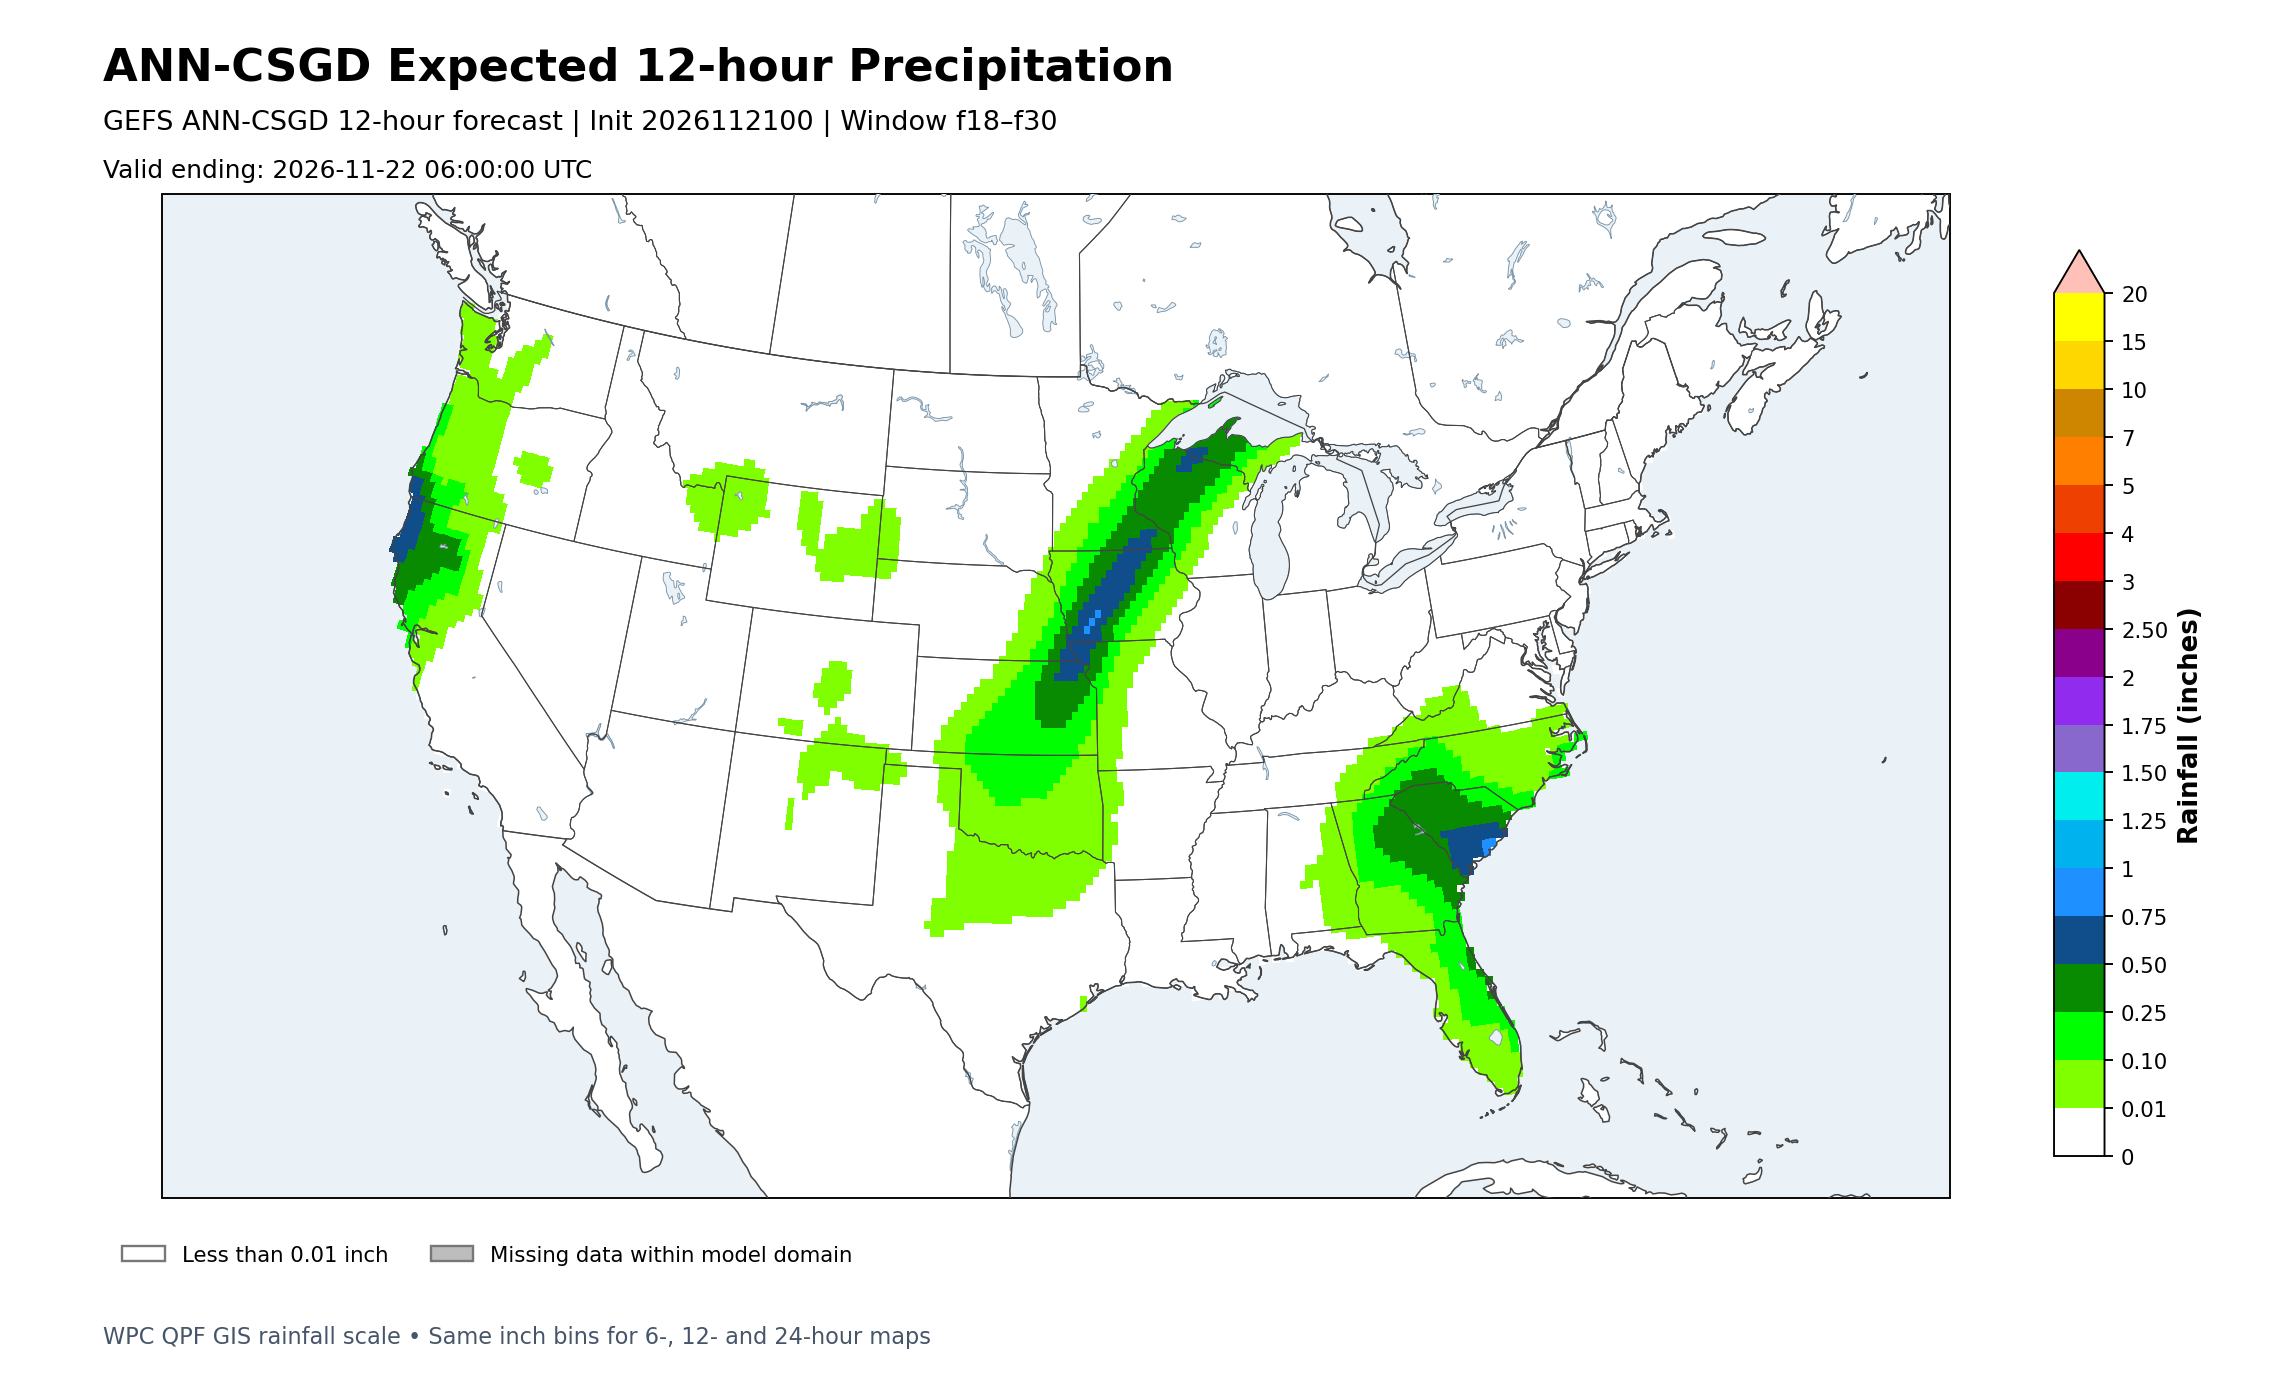 ANN-CSGD Expected 12-hour Precipitation
GEFS ANN-CSGD 12-hour forecast | Init 2026112100 | Window f18–f30
Valid ending: 2026-11-22 06:00:00 UTC
20
15
10
7
5
4
3
2.50
2
1.75
1.50
1.25
1
0.75
0.50
0.25
0.10
0.01
0
Rainfall (inches)
Less than 0.01 inch
Missing data within model domain
WPC QPF GIS rainfall scale • Same inch bins for 6-, 12- and 24-hour maps